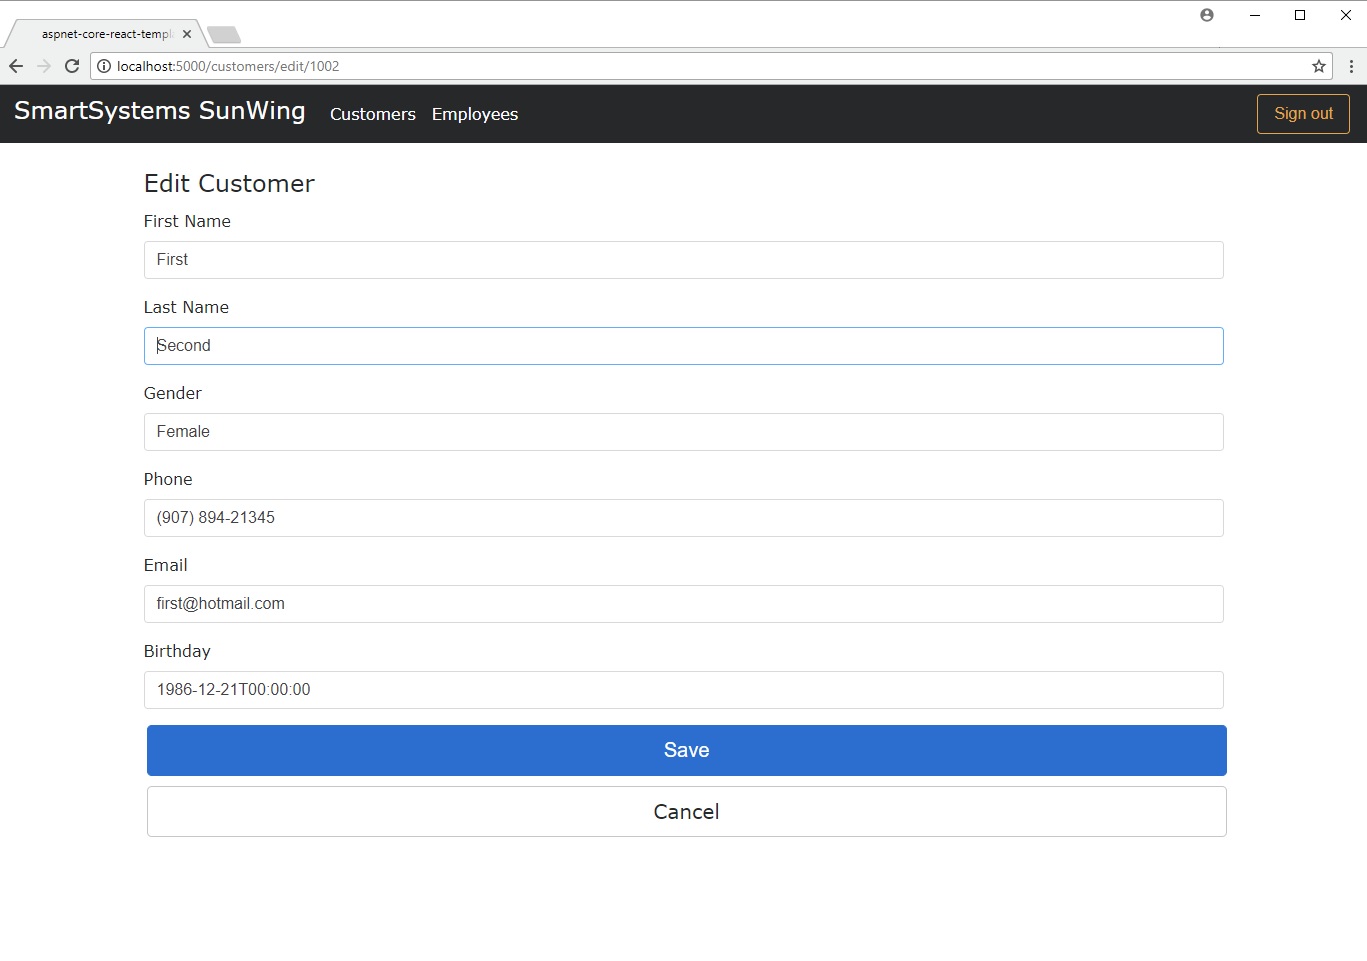 aspnet-core-react-templ
localhost:5000/customers/edit/1002
SmartSystems SunWing Customers Employees Sign out
Edit Customer
First Name
First
Last Name
Second
Gender
Female
Phone
(907) 894-21345
Email
first@hotmail.com
Birthday
1986-12-21T00:00:00
Save
Cancel